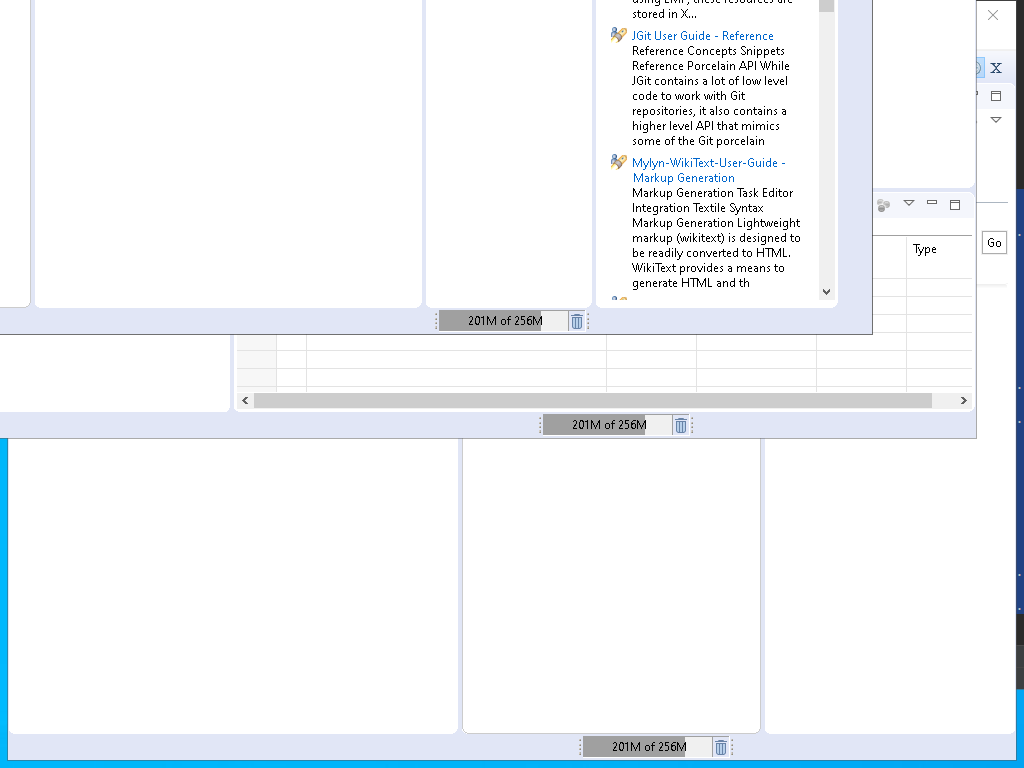 using EMF, these resources are
stored in X...
JGit User Guide - Reference
Reference Concepts Snippets
Reference Porcelain API While
JGit contains a lot of low level
code to work with Git
repositories, it also contains a
higher level API that mimics
some of the Git porcelain
Mylyn-WikiText-User-Guide -
Markup Generation
Markup Generation Task Editor
Integration Textile Syntax
Markup Generation Lightweight
markup (wikitext) is designed to
be readily converted to HTML.
WikiText provides a means to
generate HTML and th
Type
Go
201M of 256M
201M of 256M
201M of 256M